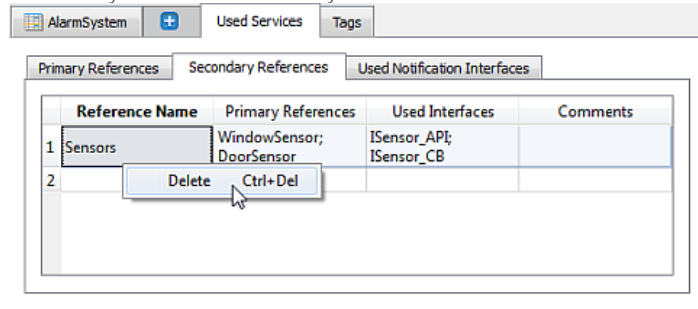 AlarmSystem Used Services Tags
Primary References Secondary References Used Notification Interfaces
Reference Name Primary References Used Interfaces Comments
1 Sensors WindowSensor; DoorSensor ISensor_API; ISensor_CB
2
Delete Ctrl+Del